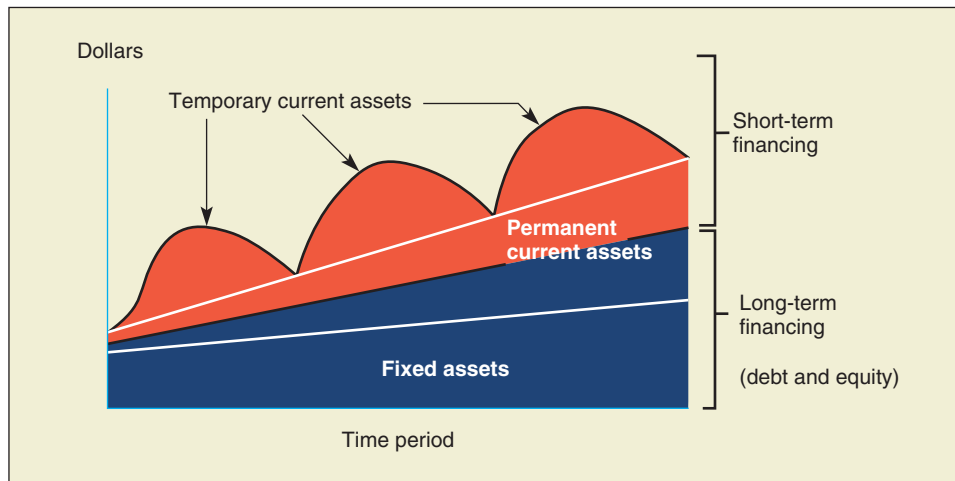 Dollars
Temporary current assets
Short-term
financing
Permanent
current assets
Long-term
financing
Fixed assets
(debt and equity)
Time period